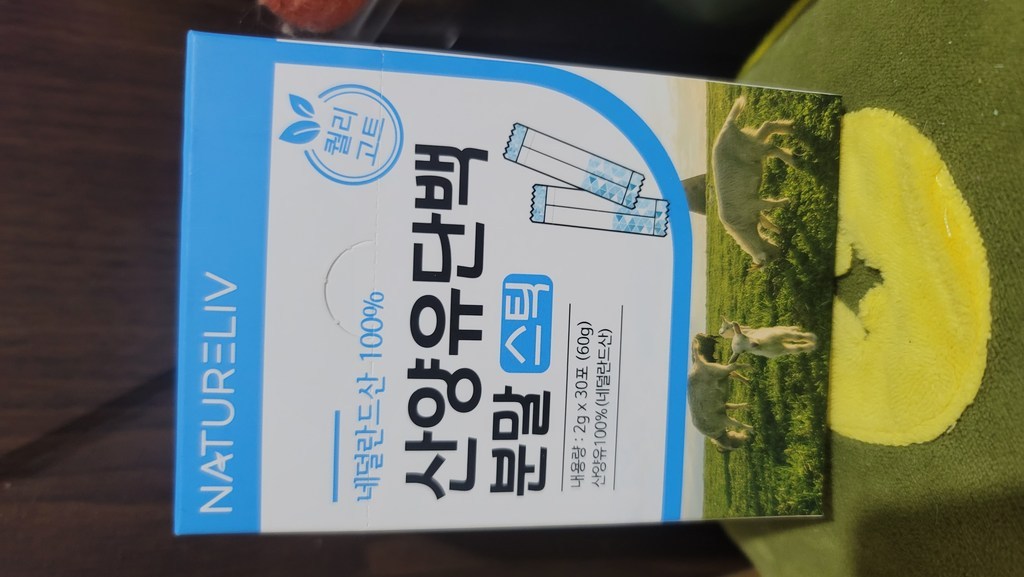 NATURELIV
퀄리
고트
네덜란드산 100%
산양유단백
분말 스틱
내용량 : 2g x 30포 (60g)
산양유100%(네덜란드산)